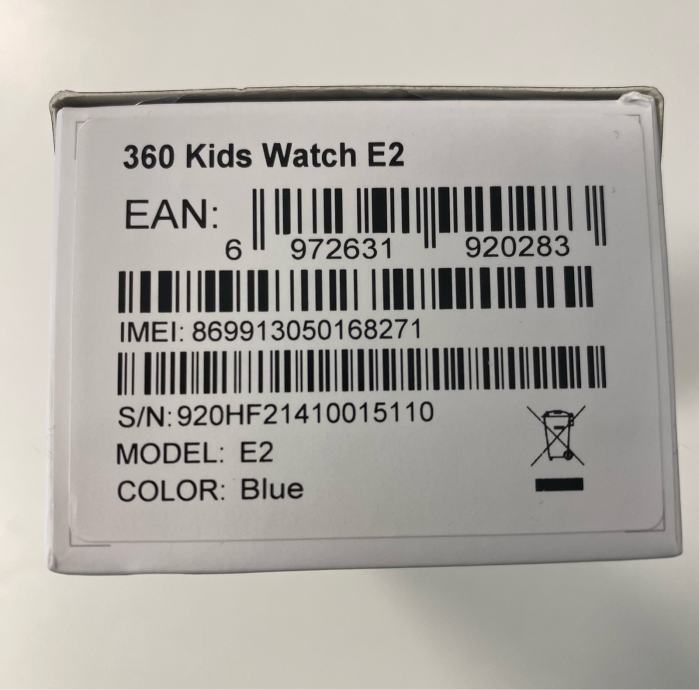 360 Kids Watch E2
EAN:
6 972631 920283
IMEI: 869913050168271
S/N: 920HF21410015110
MODEL: E2
COLOR: Blue